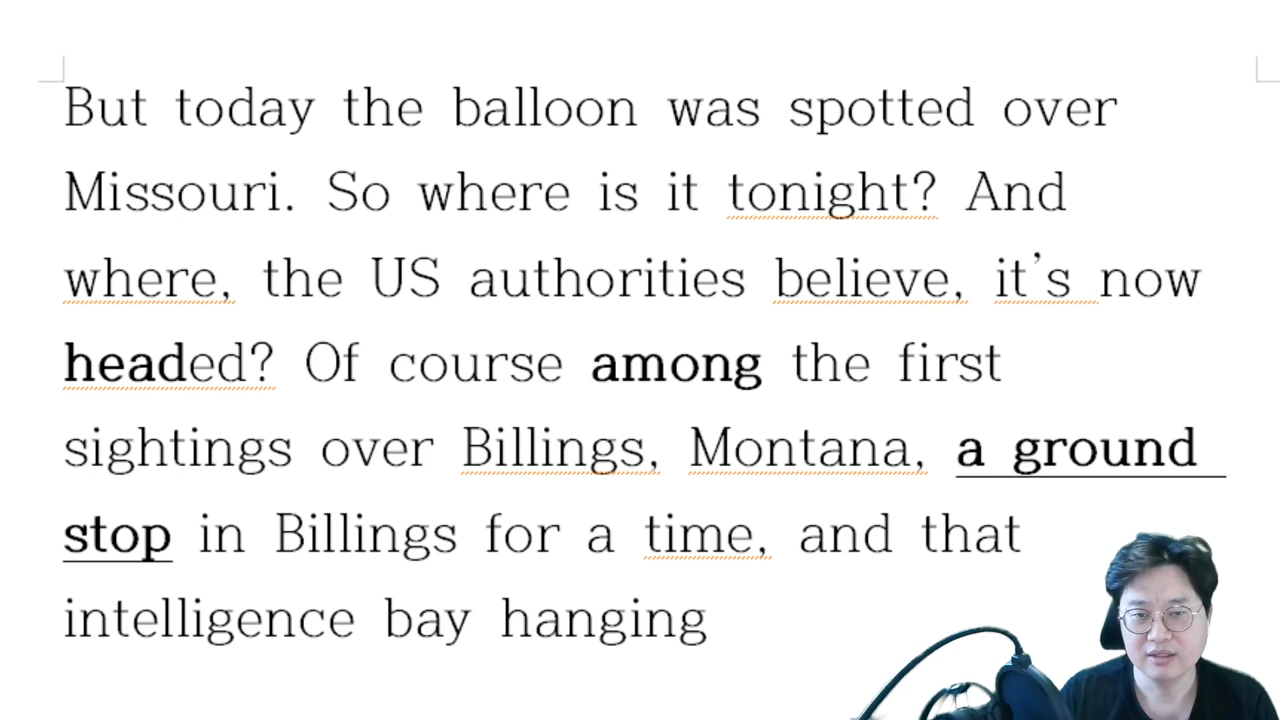 But today the balloon was spotted over
Missouri. So where is it tonight? And
where, the US authorities believe, it's now
headed? Of course among the first
sightings over Billings, Montana, a ground
stop in Billings for a time, and that
intelligence bay hanging